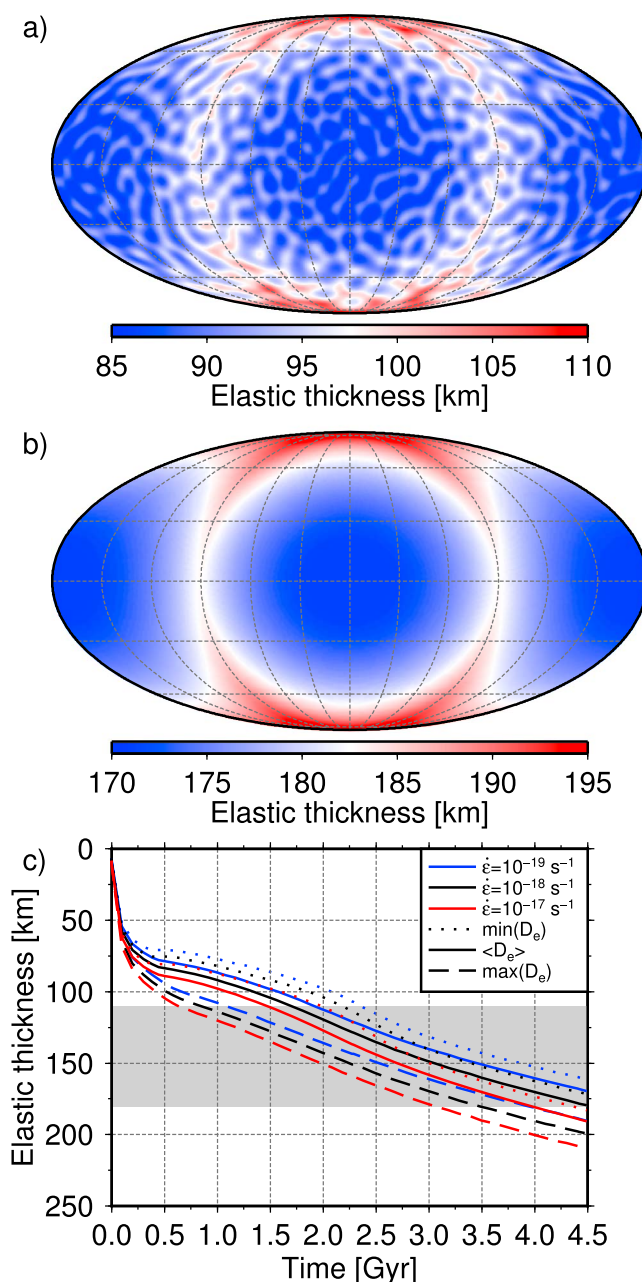 a)
85 90 95 100 105 110
Elastic thickness [km]
b)
170 175 180 185 190 195
Elastic thickness [km]
c)
0
50
100
150
200
250
Elastic thickness [km]
ε̇=10⁻¹⁹ s⁻¹
ε̇=10⁻¹⁸ s⁻¹
ε̇=10⁻¹⁷ s⁻¹
min(Dₑ)
<Dₑ>
max(Dₑ)
0.0 0.5 1.0 1.5 2.0 2.5 3.0 3.5 4.0 4.5
Time [Gyr]